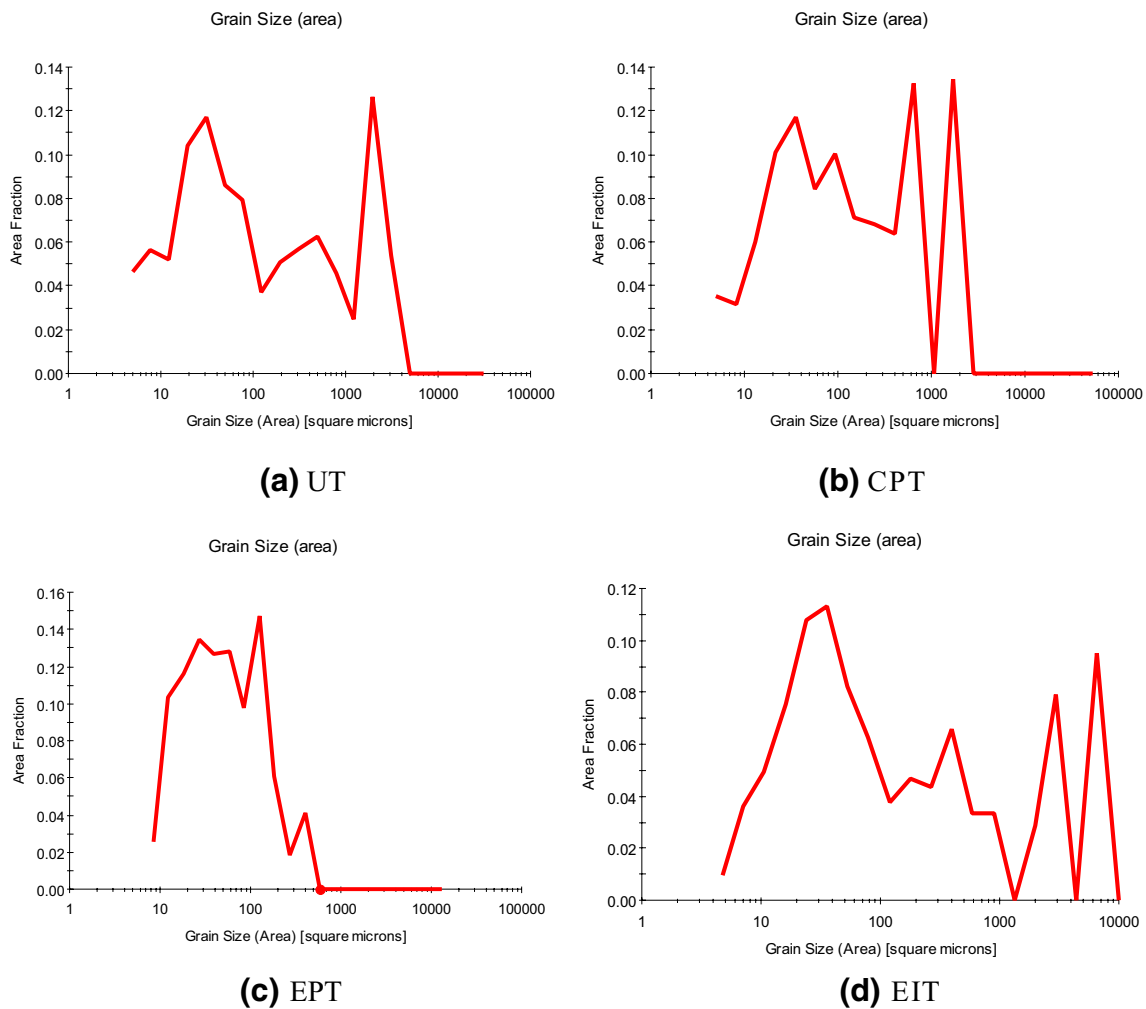 Grain Size (area)
0.14
0.12
0.10
0.08
0.06
0.04
0.02
0.00
Area Fraction
1 10 100 1000 10000 100000
Grain Size (Area) [square microns]
(a) UT
Grain Size (area)
0.14
0.12
0.10
0.08
0.06
0.04
0.02
0.00
Area Fraction
1 10 100 1000 10000 100000
Grain Size (Area) [square microns]
(b) CPT
Grain Size (area)
0.16
0.14
0.12
0.10
0.08
0.06
0.04
0.02
0.00
Area Fraction
1 10 100 1000 10000 100000
Grain Size (Area) [square microns]
(c) EPT
Grain Size (area)
0.12
0.10
0.08
0.06
0.04
0.02
0.00
Area Fraction
1 10 100 1000 10000
Grain Size (Area) [square microns]
(d) EIT